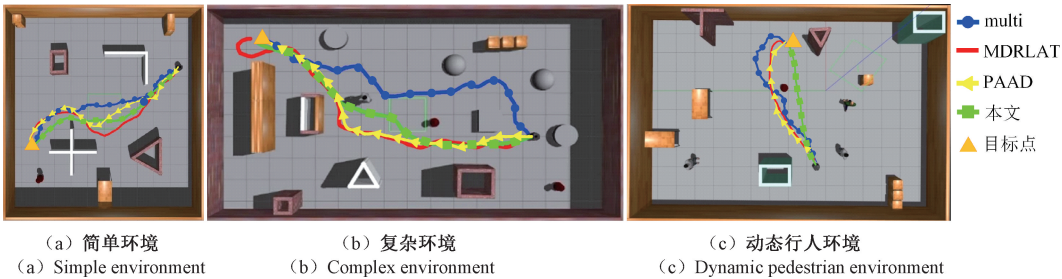 multi
MDRLAT
PAAD
本文
目标点
(a)简单环境
(a) Simple environment
(b)复杂环境
(b) Complex environment
(c)动态行人环境
(c) Dynamic pedestrian environment